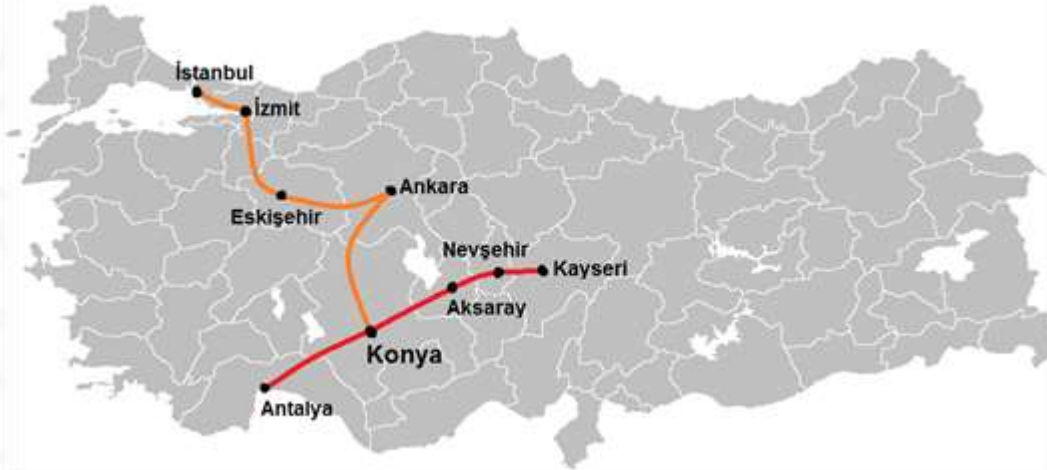 İstanbul
İzmit
Ankara
Eskişehir
Nevşehir
Kayseri
Aksaray
Konya
Antalya